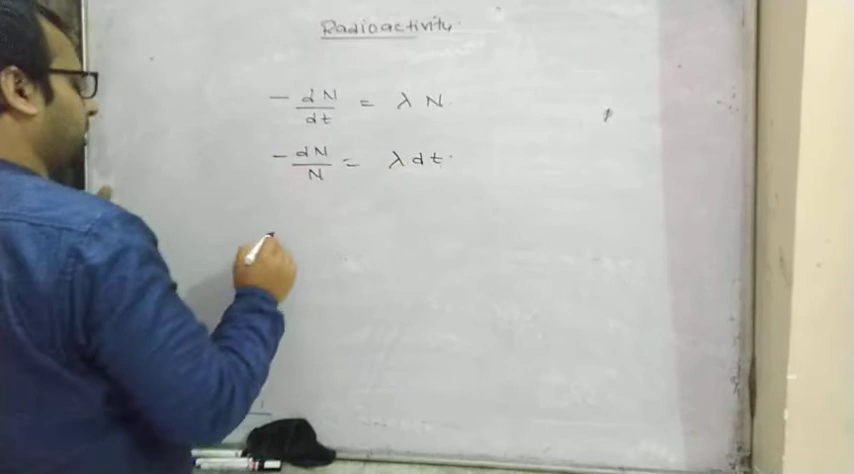 Radioactivity
- dN/dt = λ N
- dN/N = λ dt